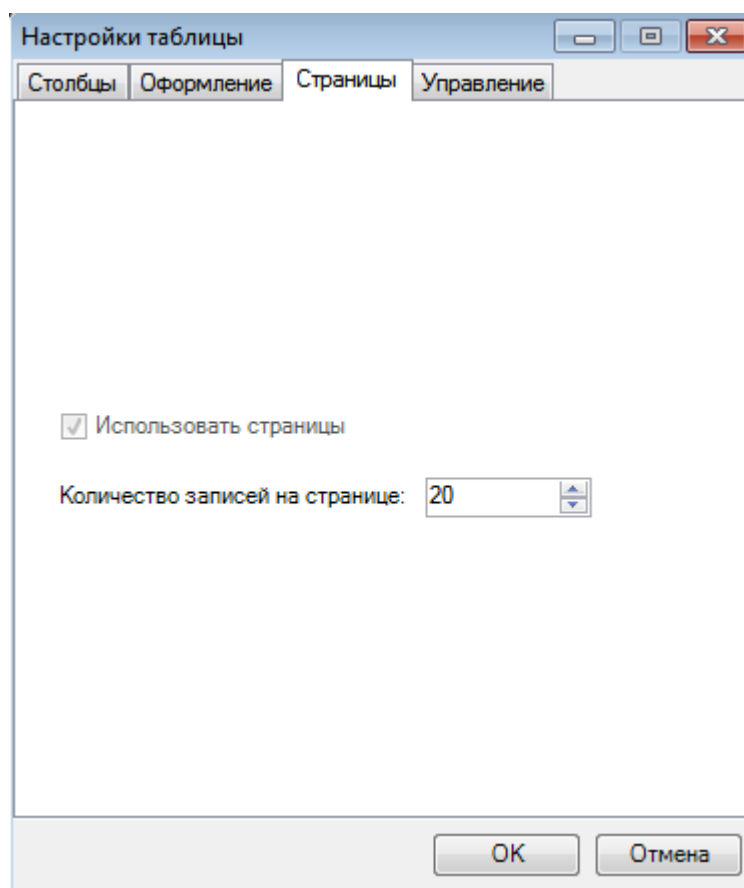 Настройки таблицы
Столбцы Оформление Страницы Управление
Использовать страницы
Количество записей на странице: 20
OK Отмена